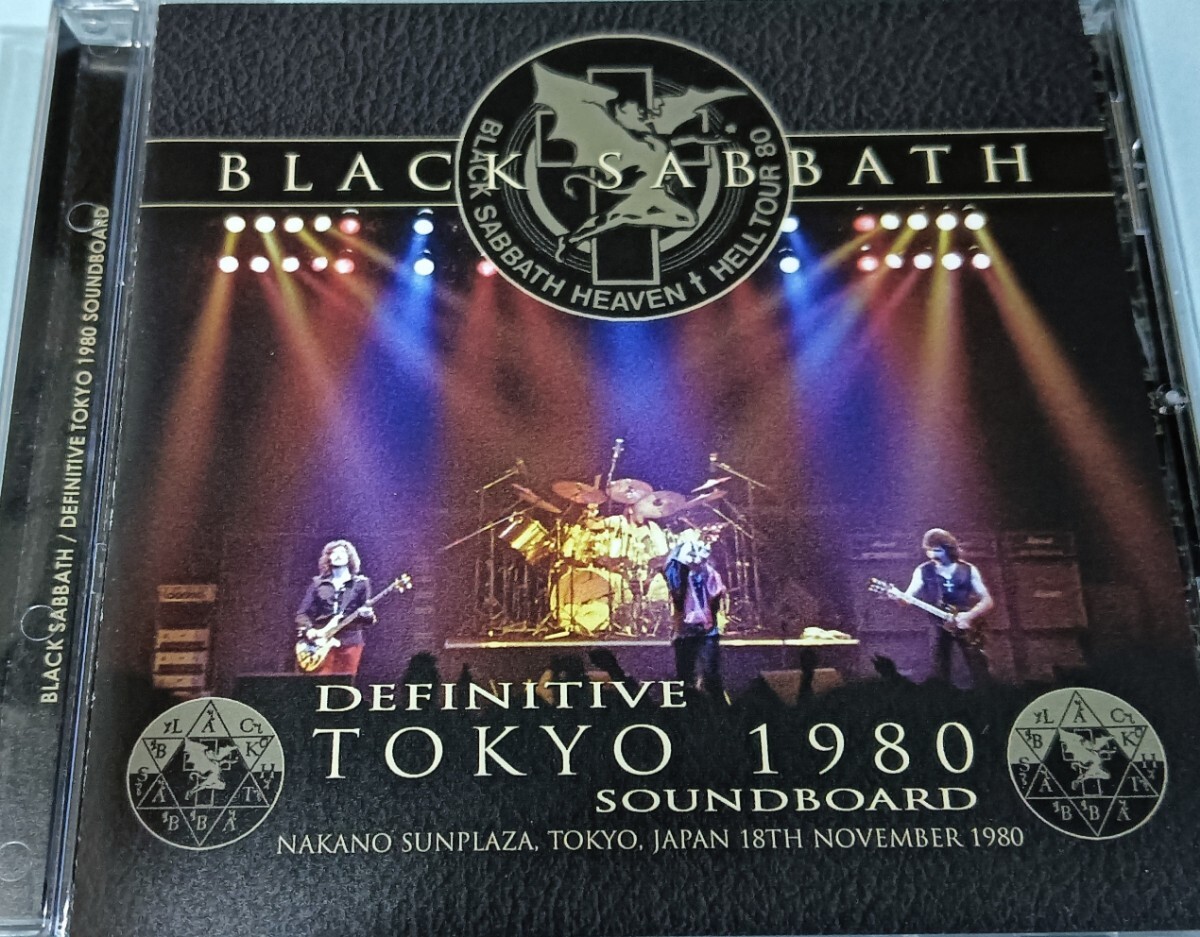 BLACK SABBATH
BLACK SABBATH HEAVEN † HELL TOUR 80
BLACK SABBATH / DEFINITIVE TOKYO 1980 SOUNDBOARD
DEFINITIVE
TOKYO 1980
SOUNDBOARD
NAKANO SUNPLAZA, TOKYO, JAPAN 18TH NOVEMBER 1980